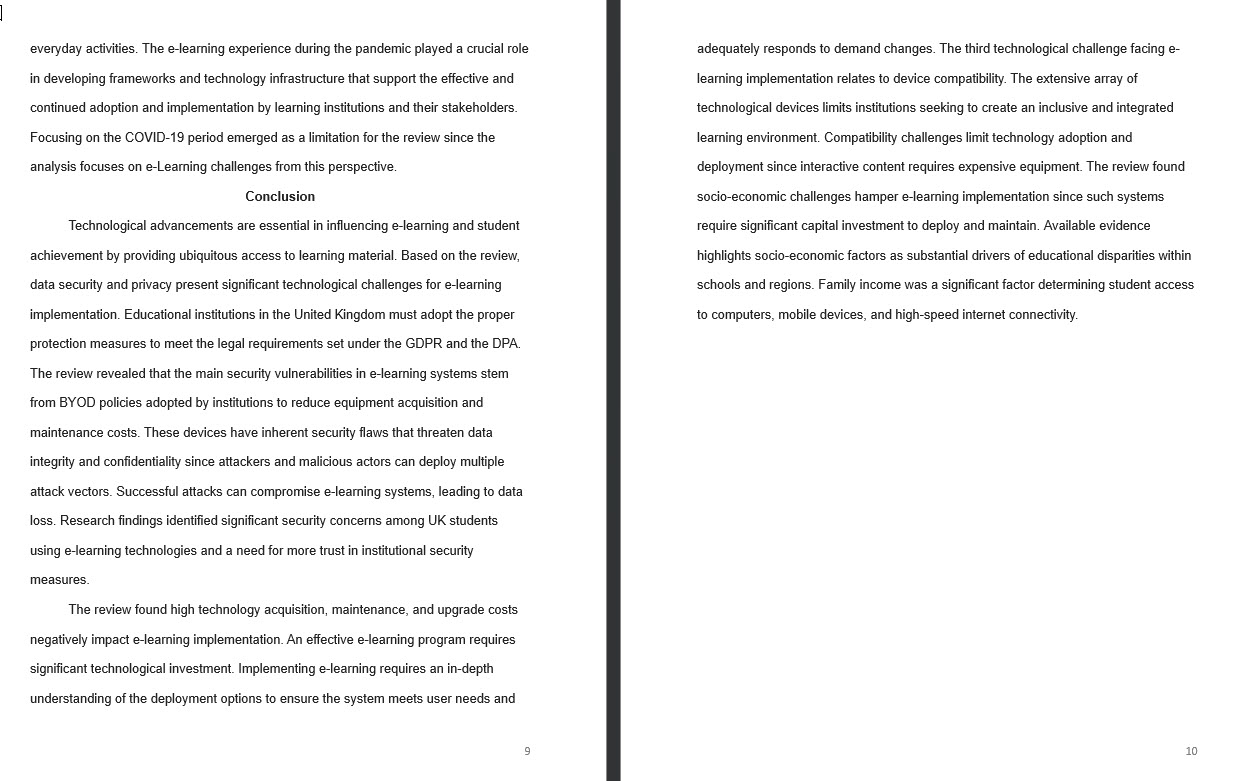 everyday activities. The e-learning experience during the pandemic played a crucial role
in developing frameworks and technology infrastructure that support the effective and
continued adoption and implementation by learning institutions and their stakeholders.
Focusing on the COVID-19 period emerged as a limitation for the review since the
analysis focuses on e-Learning challenges from this perspective.
Conclusion
Technological advancements are essential in influencing e-learning and student
achievement by providing ubiquitous access to learning material. Based on the review,
data security and privacy present significant technological challenges for e-learning
implementation. Educational institutions in the United Kingdom must adopt the proper
protection measures to meet the legal requirements set under the GDPR and the DPA.
The review revealed that the main security vulnerabilities in e-learning systems stem
from BYOD policies adopted by institutions to reduce equipment acquisition and
maintenance costs. These devices have inherent security flaws that threaten data
integrity and confidentiality since attackers and malicious actors can deploy multiple
attack vectors. Successful attacks can compromise e-learning systems, leading to data
loss. Research findings identified significant security concerns among UK students
using e-learning technologies and a need for more trust in institutional security
measures.
The review found high technology acquisition, maintenance, and upgrade costs
negatively impact e-learning implementation. An effective e-learning program requires
significant technological investment. Implementing e-learning requires an in-depth
understanding of the deployment options to ensure the system meets user needs and
9
adequately responds to demand changes. The third technological challenge facing e-
learning implementation relates to device compatibility. The extensive array of
technological devices limits institutions seeking to create an inclusive and integrated
learning environment. Compatibility challenges limit technology adoption and
deployment since interactive content requires expensive equipment. The review found
socio-economic challenges hamper e-learning implementation since such systems
require significant capital investment to deploy and maintain. Available evidence
highlights socio-economic factors as substantial drivers of educational disparities within
schools and regions. Family income was a significant factor determining student access
to computers, mobile devices, and high-speed internet connectivity.
10